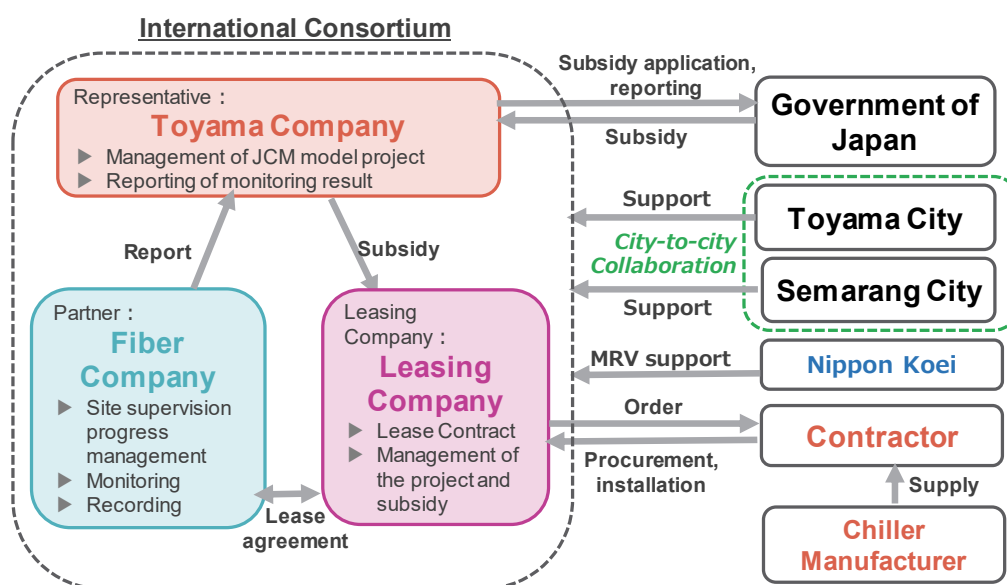 International Consortium
Representative：
Toyama Company
▶ Management of JCM model project
▶ Reporting of monitoring result
Subsidy application,
reporting
Subsidy
Government of
Japan
Report
Subsidy
Support
City-to-city
Collaboration
Support
Toyama City
Semarang City
Partner：
Fiber
Company
▶ Site supervision
progress
management
▶ Monitoring
▶ Recording
Lease
agreement
Leasing
Company：
Leasing
Company
▶ Lease Contract
▶ Management of
the project and
subsidy
MRV support
Nippon Koei
Order
Procurement,
installation
Contractor
Supply
Chiller
Manufacturer